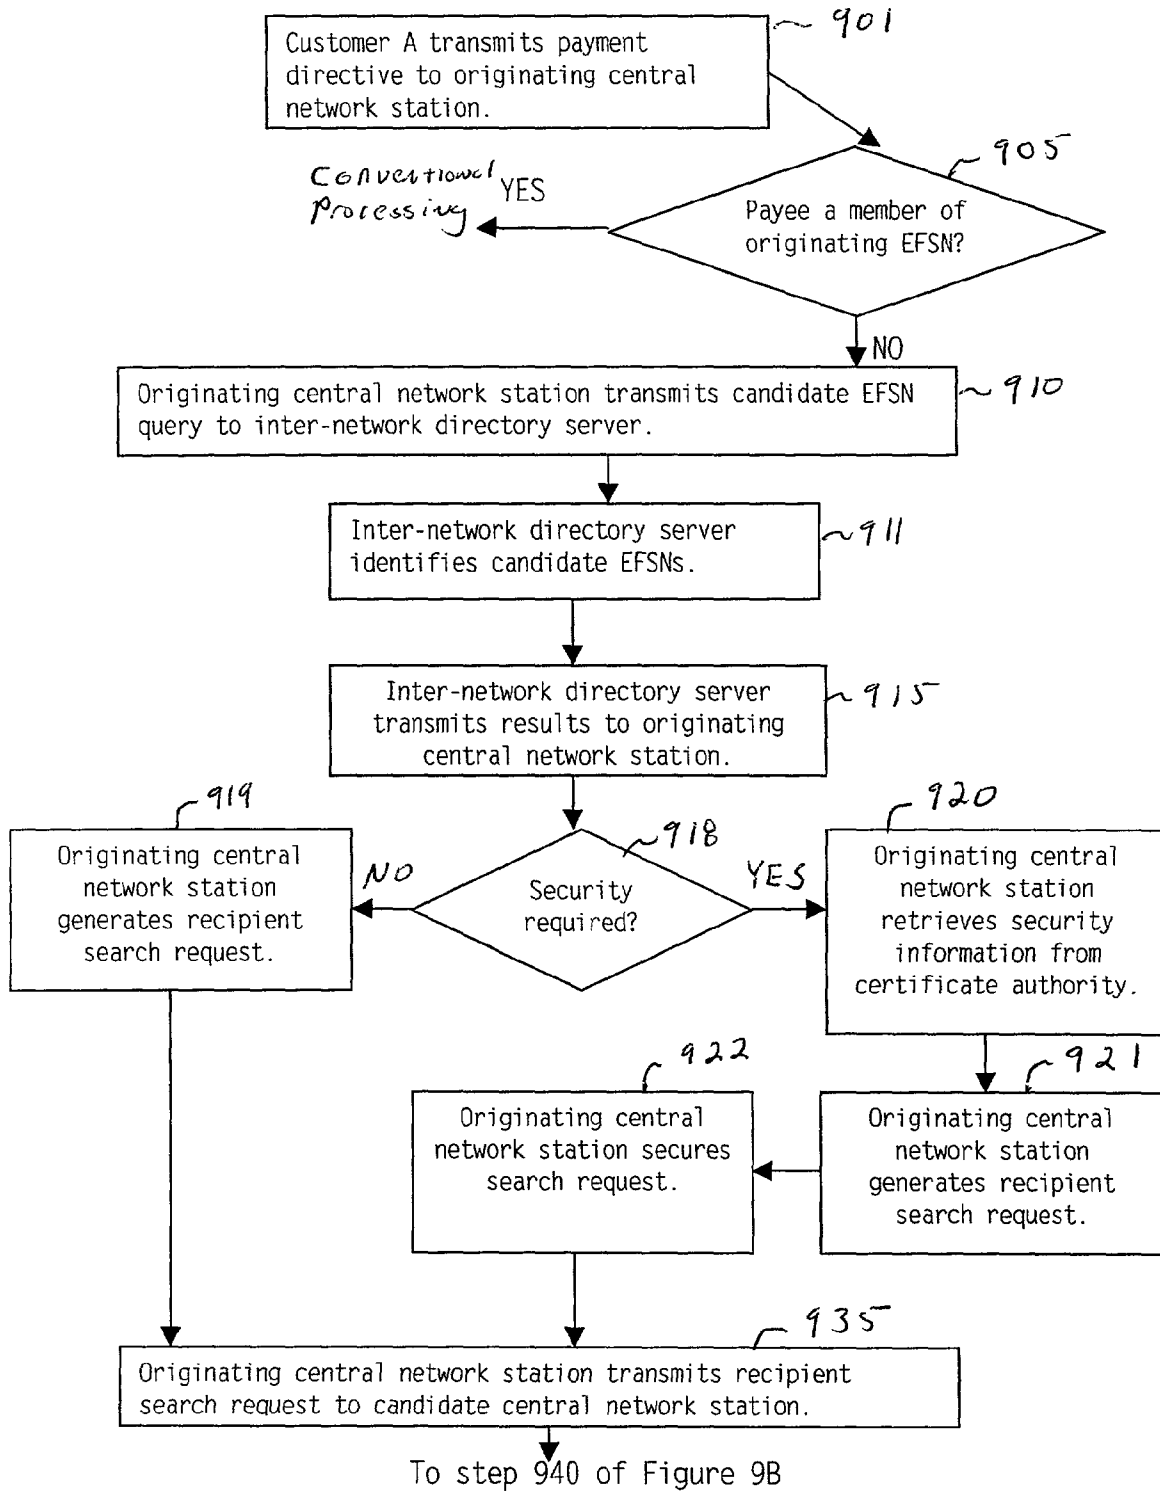 901
Customer A transmits payment
directive to originating central
network station.
905
Conventional
Processing
YES
Payee a member of
originating EFSN?
NO
910
Originating central network station transmits candidate EFSN
query to inter-network directory server.
911
Inter-network directory server
identifies candidate EFSNs.
915
Inter-network directory server
transmits results to originating
central network station.
919
Originating central
network station
generates recipient
search request.
NO
918
Security
required?
YES
920
Originating central
network station
retrieves security
information from
certificate authority.
922
Originating central
network station secures
search request.
921
Originating central
network station
generates recipient
search request.
935
Originating central network station transmits recipient
search request to candidate central network station.
To step 940 of Figure 9B